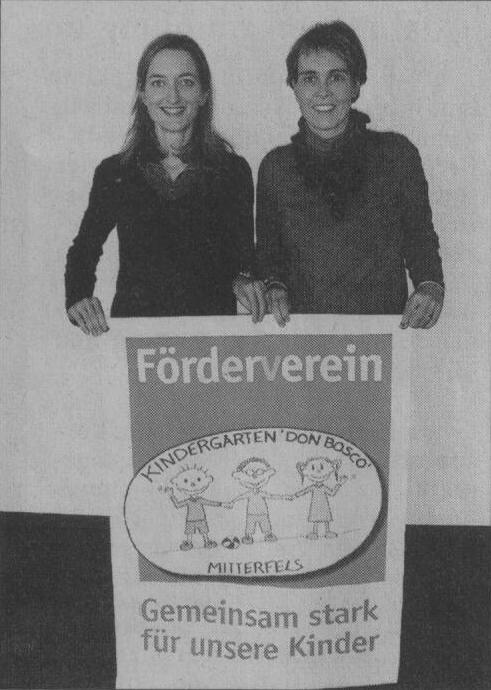 Förderverein
KINDERGARTEN 'DON BOSCO'
MITTERFELS
Gemeinsam stark
für unsere Kinder